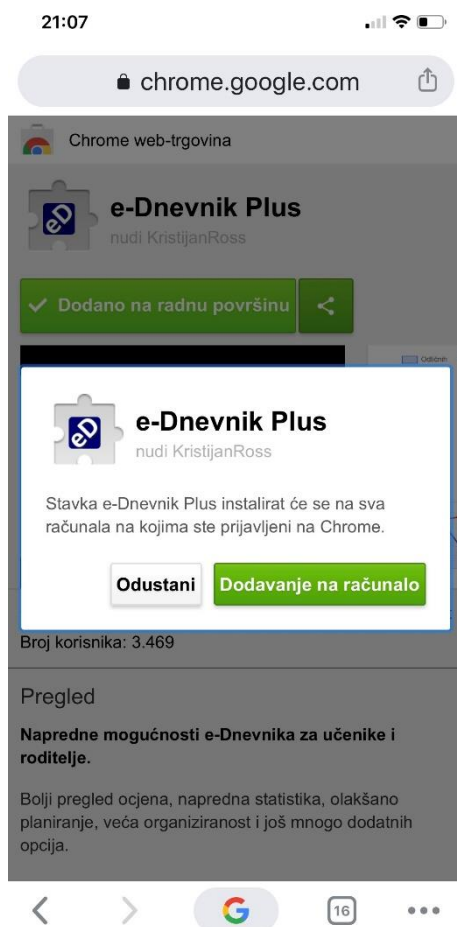 21:07
chrome.google.com
Chrome web-trgovina
eD
e-Dnevnik Plus
nudi KristijanRoss
Dodano na radnu površinu
Odličnih
eD
e-Dnevnik Plus
nudi KristijanRoss
Stavka e-Dnevnik Plus instalirat će se na sva
računala na kojima ste prijavljeni na Chrome.
Odustani
Dodavanje na računalo
Broj korisnika: 3.469
Pregled
Napredne mogućnosti e-Dnevnika za učenike i
roditelje.
Bolji pregled ocjena, napredna statistika, olakšano
planiranje, veća organiziranost i još mnogo dodatnih
opcija.
G
16